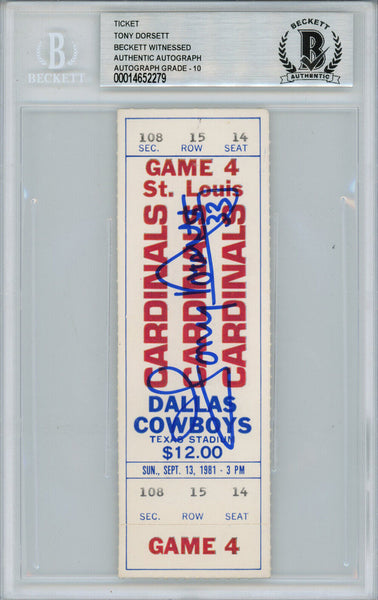 TICKET
TONY DORSETT
BECKETT WITNESSED
AUTHENTIC AUTOGRAPH
AUTOGRAPH GRADE - 10
00014652279
B
BECKETT
BECKETT
B
AUTHENTIC
108 15 14
SEC. ROW SEAT
GAME 4
St. Louis
CARDINALS
CARDINALS
CARDINALS
Tony Dorsett 33
DALLAS
COWBOYS
TEXAS STADIUM
$12.00
SUN., SEPT. 13, 1981 - 3 PM
108 15 14
SEC. ROW SEAT
GAME 4